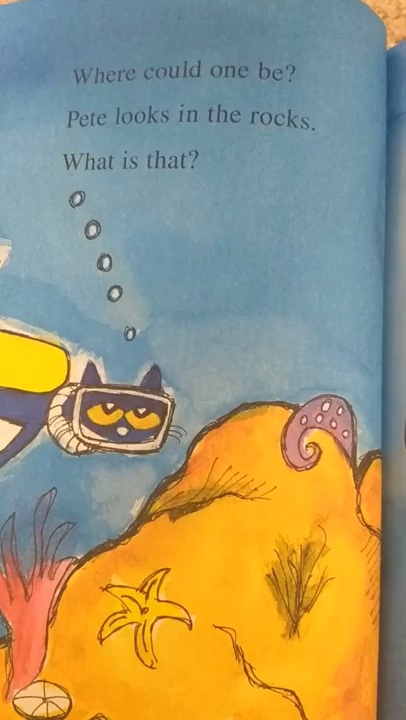 Where could one be?
Pete looks in the rocks.
What is that?